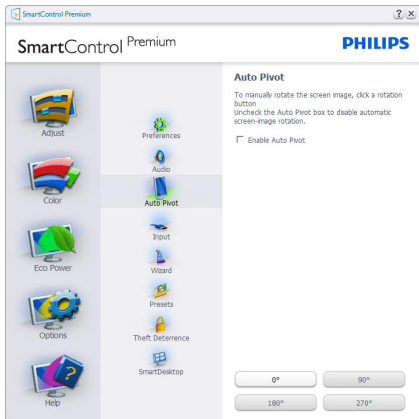 SmartControl Premium
SmartControl Premium
PHILIPS
Adjust
Color
Eco Power
Options
Help
Preferences
Audio
Auto Pivot
Input
Wizard
Presets
Theft Deterrence
SmartDesktop
Auto Pivot
To manually rotate the screen image, click a rotation
button
Uncheck the Auto Pivot box to disable automatic
screen-image rotation.
Enable Auto Pivot
0° 90°
180° 270°